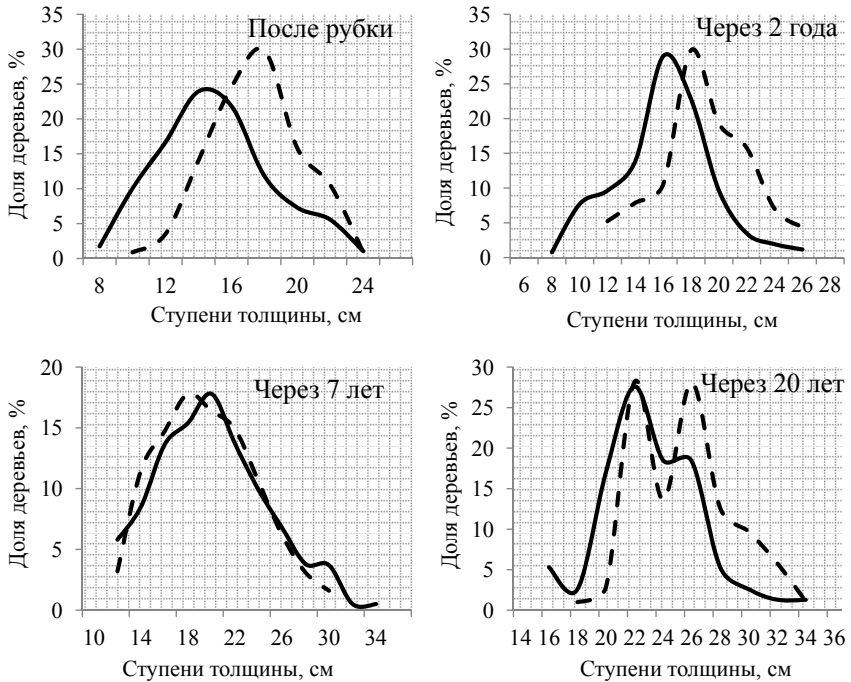 После рубки
Доля деревьев, %
35
30
25
20
15
10
5
0
8 12 16 20 24
Ступени толщины, см
Через 2 года
Доля деревьев, %
35
30
25
20
15
10
5
0
6 8 10 12 14 16 18 20 22 24 26 28
Ступени толщины, см
Через 7 лет
Доля деревьев, %
20
15
10
5
0
10 14 18 22 26 30 34
Ступени толщины, см
Через 20 лет
Доля деревьев, %
30
25
20
15
10
5
0
14 16 18 20 22 24 26 28 30 32 34 36
Ступени толщины, см